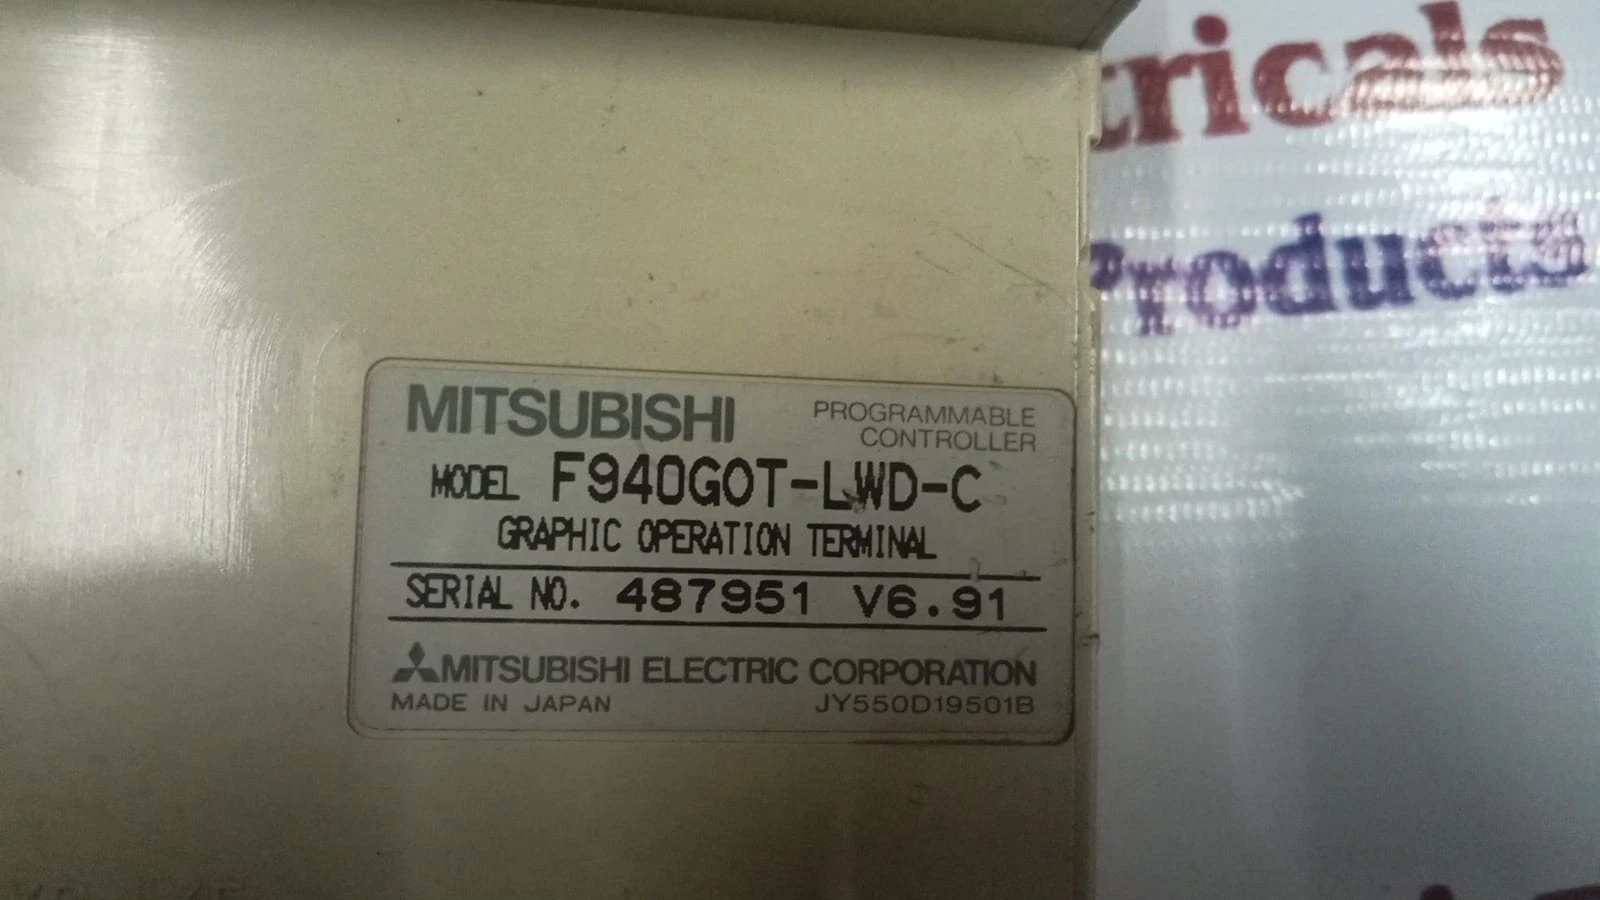 tricals
Products
MITSUBISHI
PROGRAMMABLE
CONTROLLER
MODEL F940GOT-LWD-C
GRAPHIC OPERATION TERMINAL
SERIAL NO. 487951 V6.91
MITSUBISHI ELECTRIC CORPORATION
MADE IN JAPAN JY550D19501B